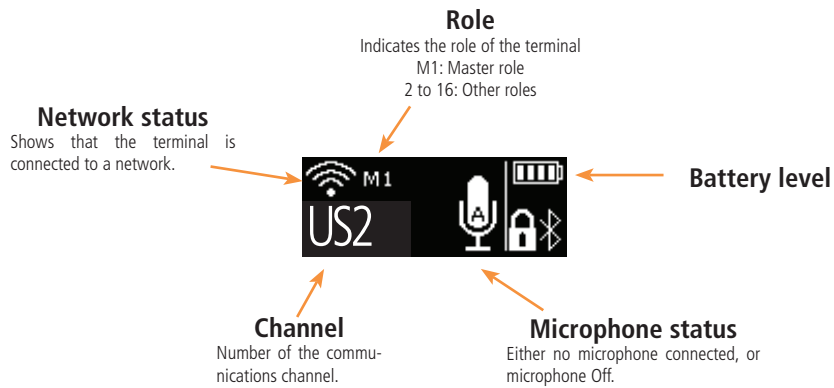 Role
Indicates the role of the terminal
M1: Master role
2 to 16: Other roles
Network status
Shows that the terminal is
connected to a network.
M1
US2
A
Battery level
Channel
Number of the commu-
nications channel.
Microphone status
Either no microphone connected, or
microphone Off.